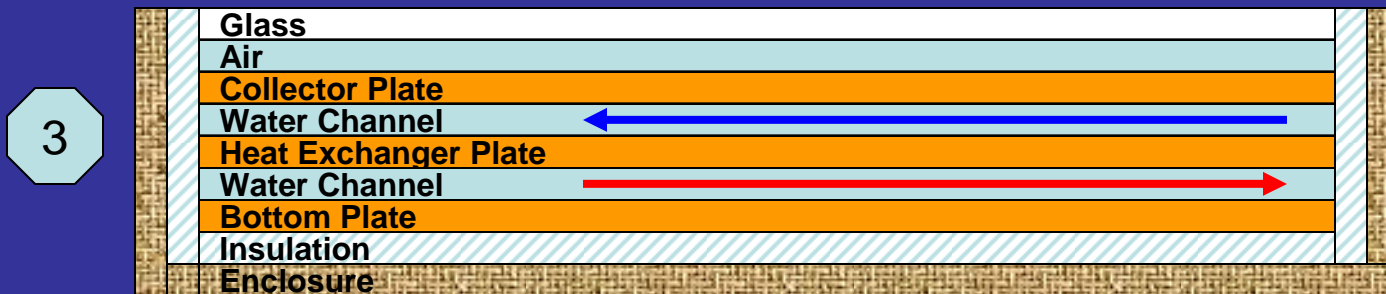 3
Glass
Air
Collector Plate
Water Channel
Heat Exchanger Plate
Water Channel
Bottom Plate
Insulation
Enclosure